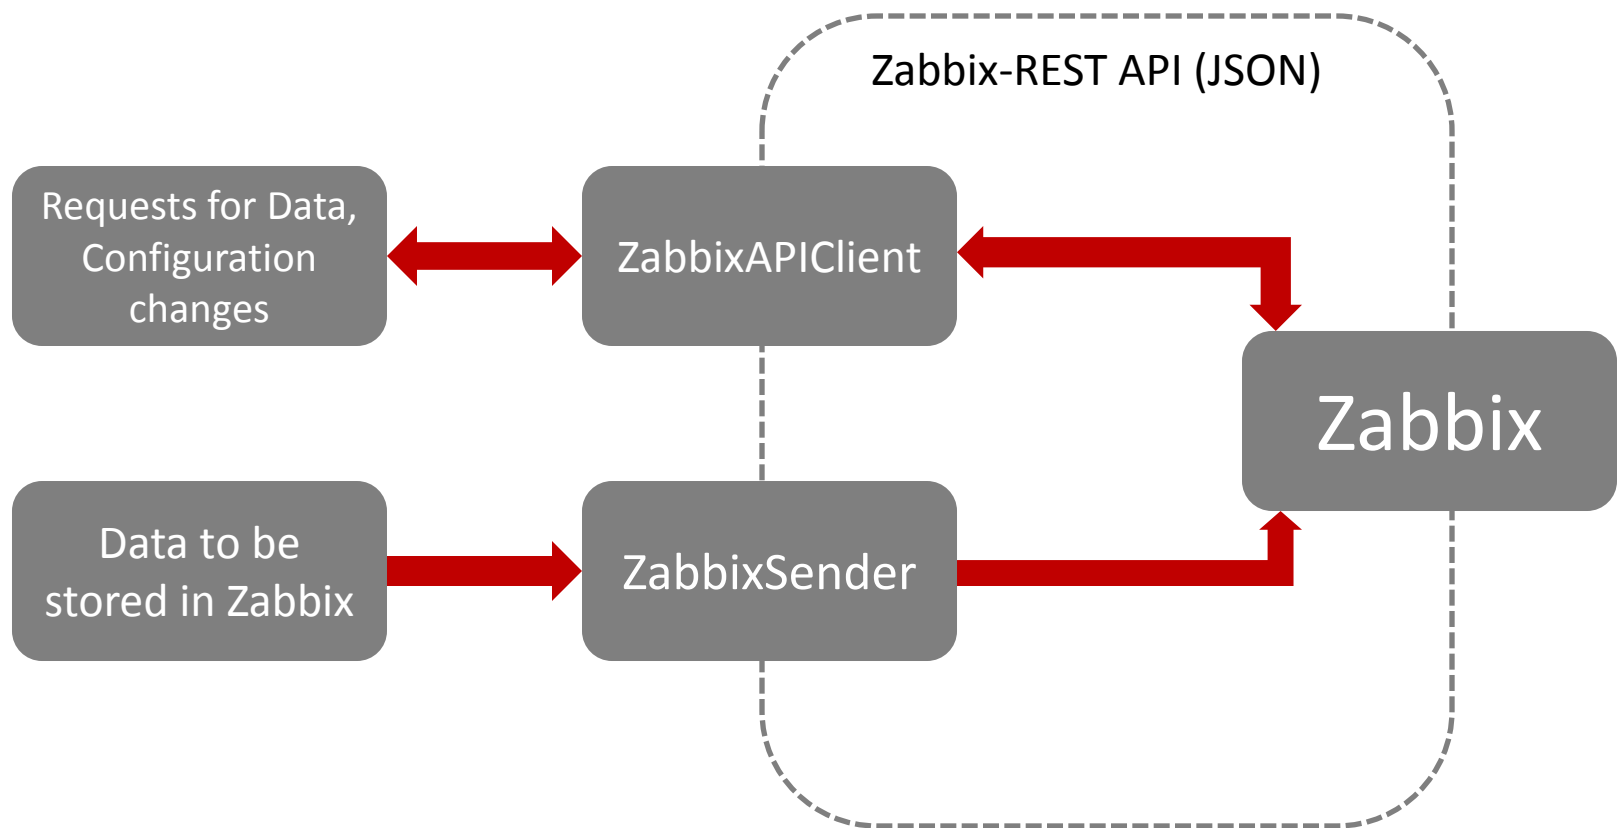 Zabbix-REST API (JSON)
Requests for Data,
Configuration
changes
ZabbixAPIClient
Zabbix
Data to be
stored in Zabbix
ZabbixSender